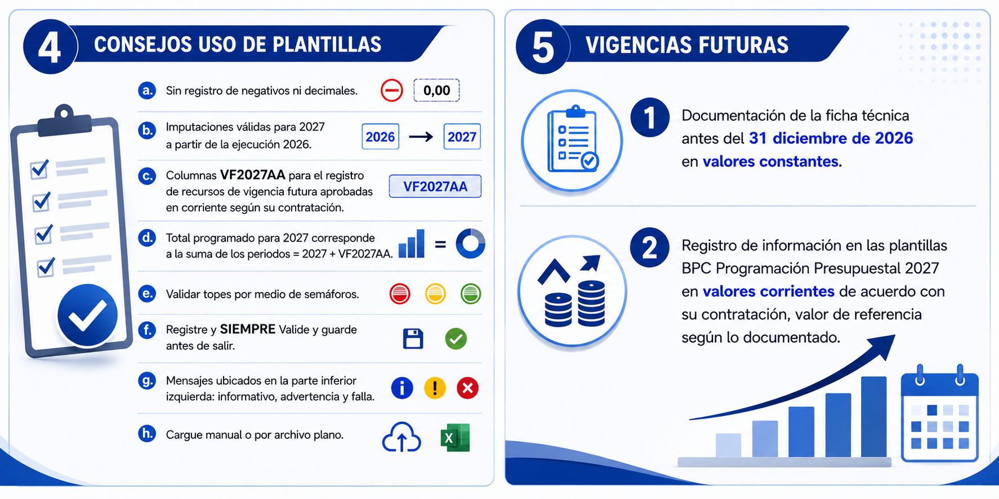 4 CONSEJOS USO DE PLANTILLAS
a. Sin registro de negativos ni decimales.
0,00
b. Imputaciones válidas para 2027
a partir de la ejecución 2026.
2026 → 2027
c. Columnas VF2027AA para el registro
de recursos de vigencia futura aprobadas
en corriente según su contratación.
VF2027AA
d. Total programado para 2027 corresponde
a la suma de los periodos = 2027 + VF2027AA.
=
e. Validar topes por medio de semáforos.
f. Registre y SIEMPRE Valide y guarde
antes de salir.
g. Mensajes ubicados en la parte inferior
izquierda: informativo, advertencia y falla.
i ! X
h. Cargue manual o por archivo plano.
X
5 VIGENCIAS FUTURAS
1 Documentación de la ficha técnica
antes del 31 diciembre de 2026
en valores constantes.
2 Registro de información en las plantillas
BPC Programación Presupuestal 2027
en valores corrientes de acuerdo con
su contratación, valor de referencia
según lo documentado.